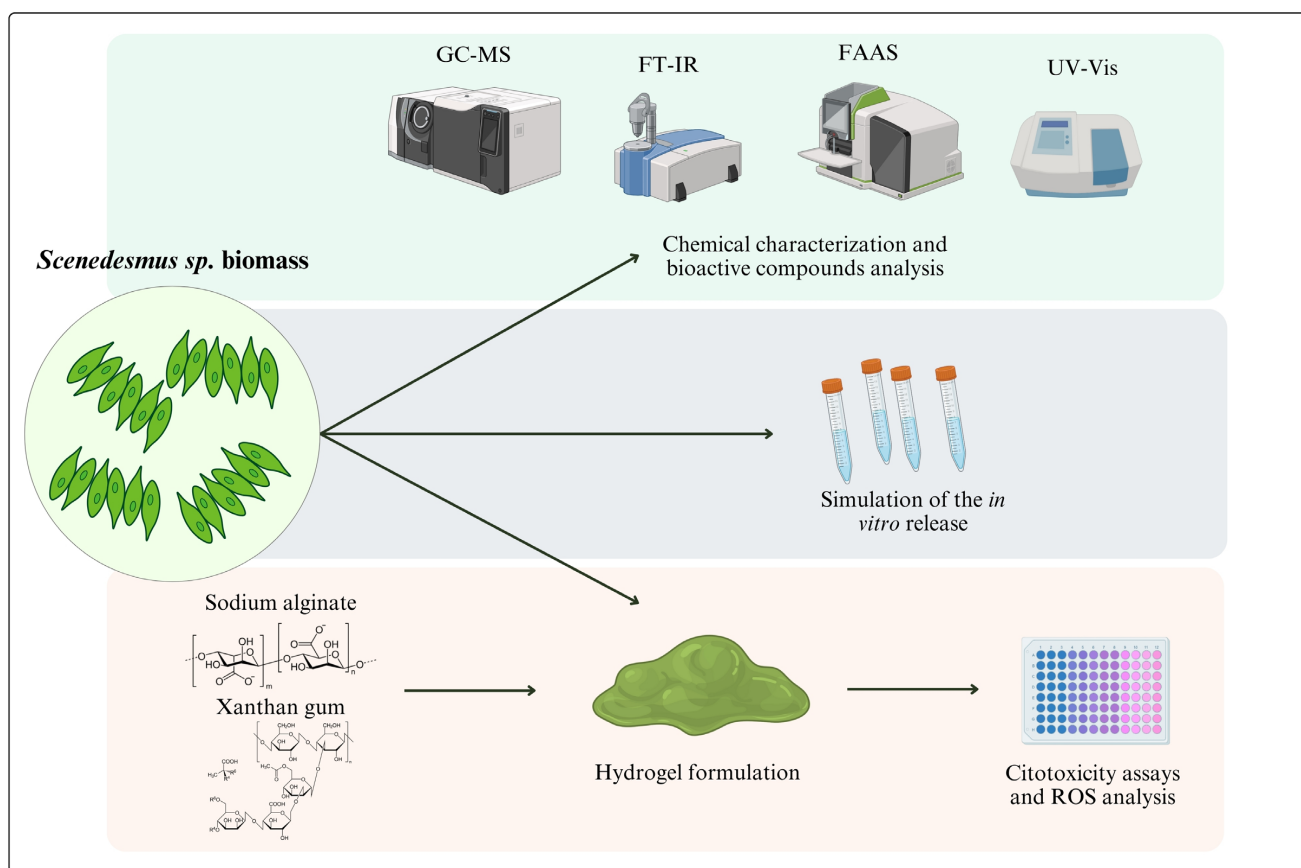 GC-MS
FT-IR
FAAS
UV-Vis
Chemical characterization and
bioactive compounds analysis
Scenedesmus sp. biomass
Simulation of the in
vitro release
Sodium alginate
Xanthan gum
Hydrogel formulation
Citotoxicity assays
and ROS analysis